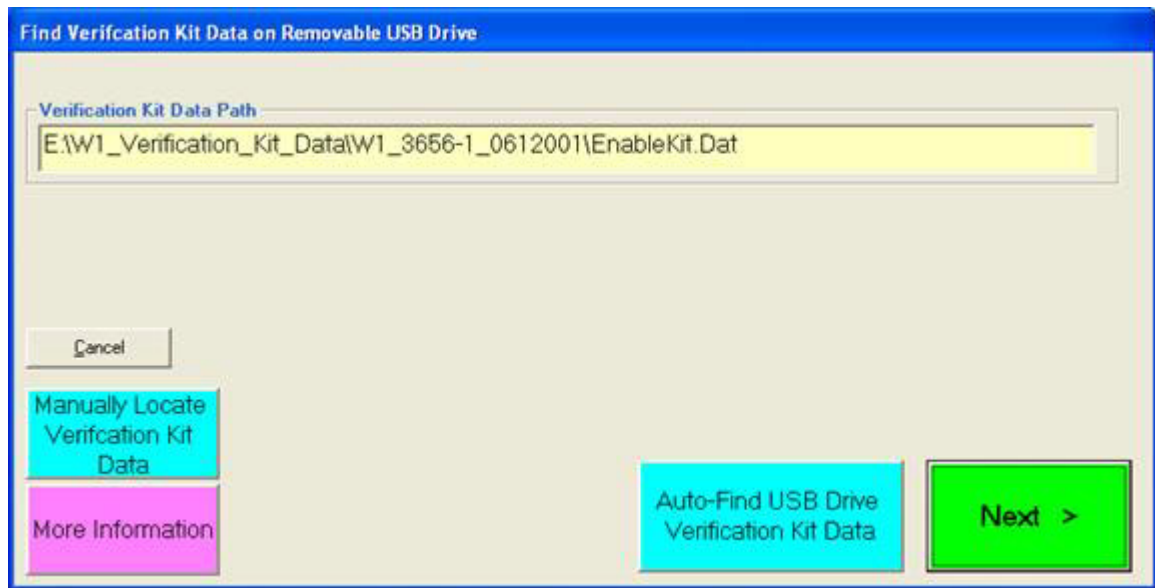 Find Verifcation Kit Data on Removable USB Drive
Verification Kit Data Path
E:\W1_Verification_Kit_Data\W1_3656-1_0612001\EnableKit.Dat
Cancel
Manually Locate
Verifcation Kit
Data
More Information
Auto-Find USB Drive
Verification Kit Data
Next >